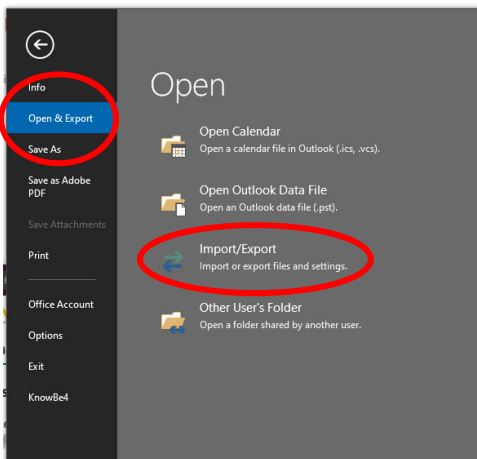 Info
Open & Export
Save As
Save as Adobe
PDF
Save Attachments
Print
Office Account
Options
Exit
KnowBe4
Open
Open Calendar
Open a calendar file in Outlook (.ics, .vcs).
Open Outlook Data File
Open an Outlook data file (.pst).
Import/Export
Import or export files and settings.
Other User's Folder
Open a folder shared by another user.